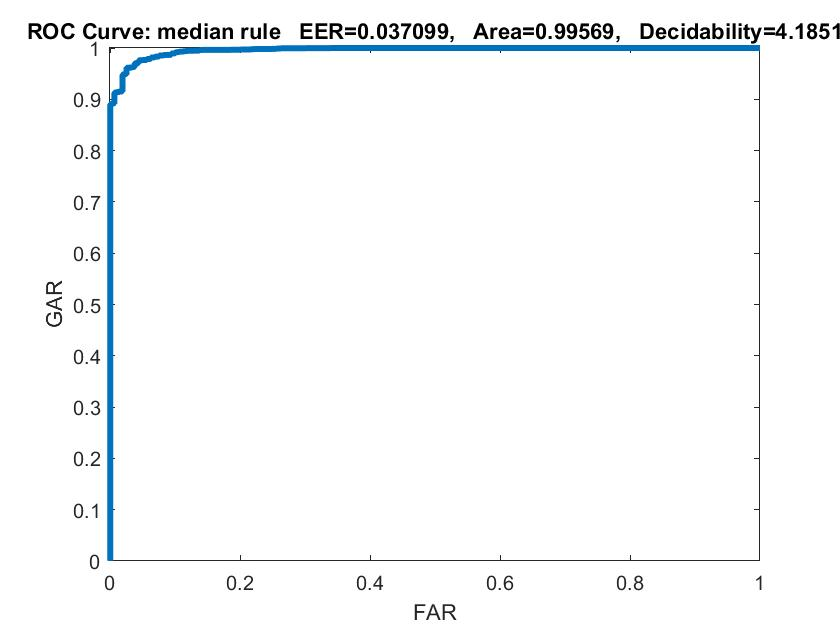 ROC Curve: median rule EER=0.037099, Area=0.99569, Decidability=4.1851
1
0.9
0.8
0.7
0.6
0.5
0.4
0.3
0.2
0.1
0
GAR
0 0.2 0.4 0.6 0.8 1
FAR